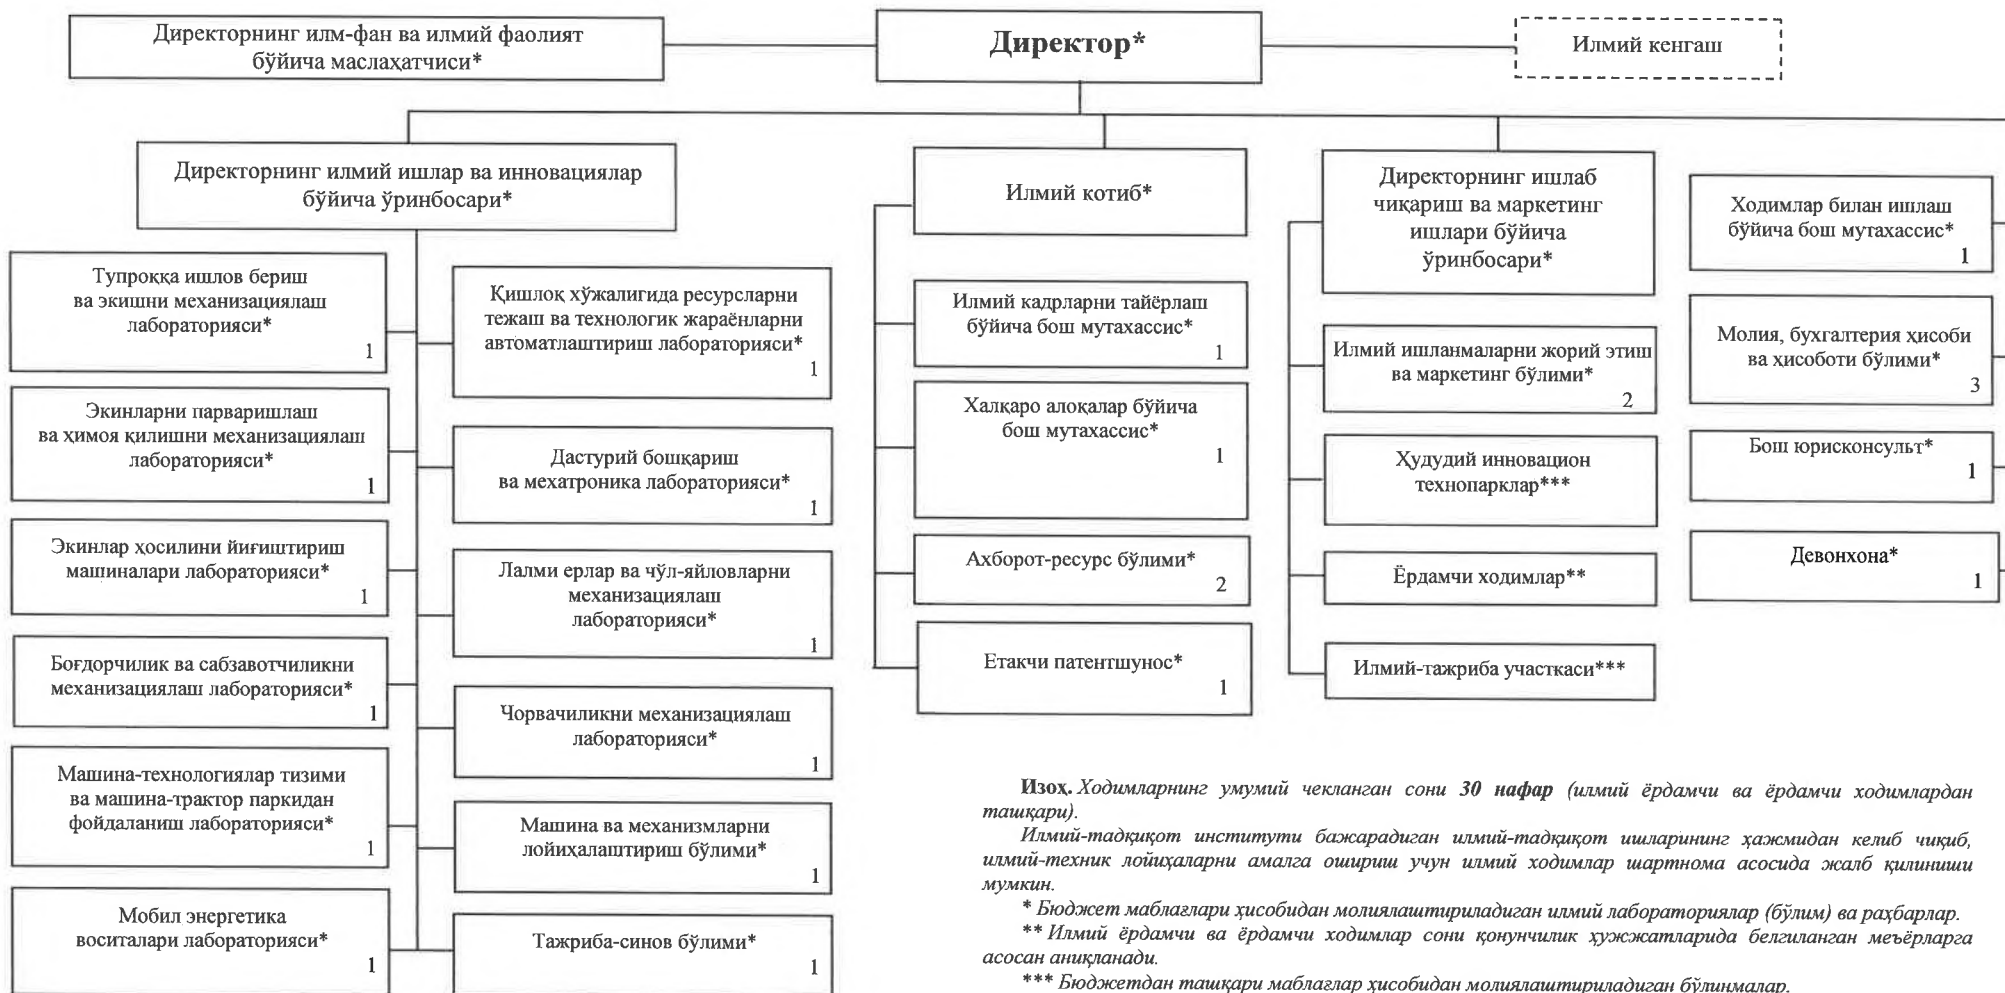 Директорнинг илм-фан ва илмий фаолият
бўйича маслаҳатчиси*
Директор*
Илмий кенгаш
Директорнинг илмий ишлар ва инновациялар
бўйича ўринбосари*
Тупроққа ишлов бериш
ва экишни механизациялаш
лабораторияси*
1
Экинларни парваришлаш
ва ҳимоя қилишни механизациялаш
лабораторияси*
1
Экинлар ҳосилини йиғиштириш
машиналари лабораторияси*
1
Боғдорчилик ва сабзавотчиликни
механизациялаш лабораторияси*
1
Машина-технологиялар тизими
ва машина-трактор паркидан
фойдаланиш лабораторияси*
1
Мобил энергетика
воситалари лабораторияси*
1
Қишлоқ хўжалигида ресурсларни
тежаш ва технологик жараёнларни
автоматлаштириш лабораторияси*
1
Дастурий бошқариш
ва мехатроника лабораторияси*
1
Лалми ерлар ва чўл-яйловларни
механизациялаш
лабораторияси*
1
Чорвачиликни механизациялаш
лабораторияси*
1
Машина ва механизмларни
лойиҳалаштириш бўлими*
1
Тажриба-синов бўлими*
1
Илмий котиб*
Илмий кадрларни тайёрлаш
бўйича бош мутахассис*
1
Халқаро алоқалар бўйича
бош мутахассис*
1
Ахборот-ресурс бўлими*
2
Етакчи патентшунос*
1
Директорнинг ишлаб
чиқариш ва маркетинг
ишлари бўйича
ўринбосари*
Илмий ишланмаларни жорий этиш
ва маркетинг бўлими*
2
Ҳудудий инновацион
технопарклар***
Ёрдамчи ходимлар**
Илмий-тажриба участкаси***
Ходимлар билан ишлаш
бўйича бош мутахассис*
1
Молия, бухгалтерия ҳисоби
ва ҳисоботи бўлими*
3
Бош юрисконсульт*
1
Девонхона*
1
Изоҳ. Ходимларнинг умумий чекланган сони 30 нафар (илмий ёрдамчи ва ёрдамчи ходимлардан
ташқари).
Илмий-тадқиқот институти бажарадиган илмий-тадқиқот ишларининг ҳажмидан келиб чиқиб,
илмий-техник лойиҳаларни амалга ошириш учун илмий ходимлар шартнома асосида жалб қилиниши
мумкин.
* Бюджет маблағлари ҳисобидан молиялаштириладиган илмий лабораториялар (бўлим) ва раҳбарлар.
** Илмий ёрдамчи ва ёрдамчи ходимлар сони қонунчилик ҳужжатларида белгиланган меъёрларга
асосан аниқланади.
*** Бюджетдан ташқари маблағлар ҳисобидан молиялаштириладиган бўлинмалар.